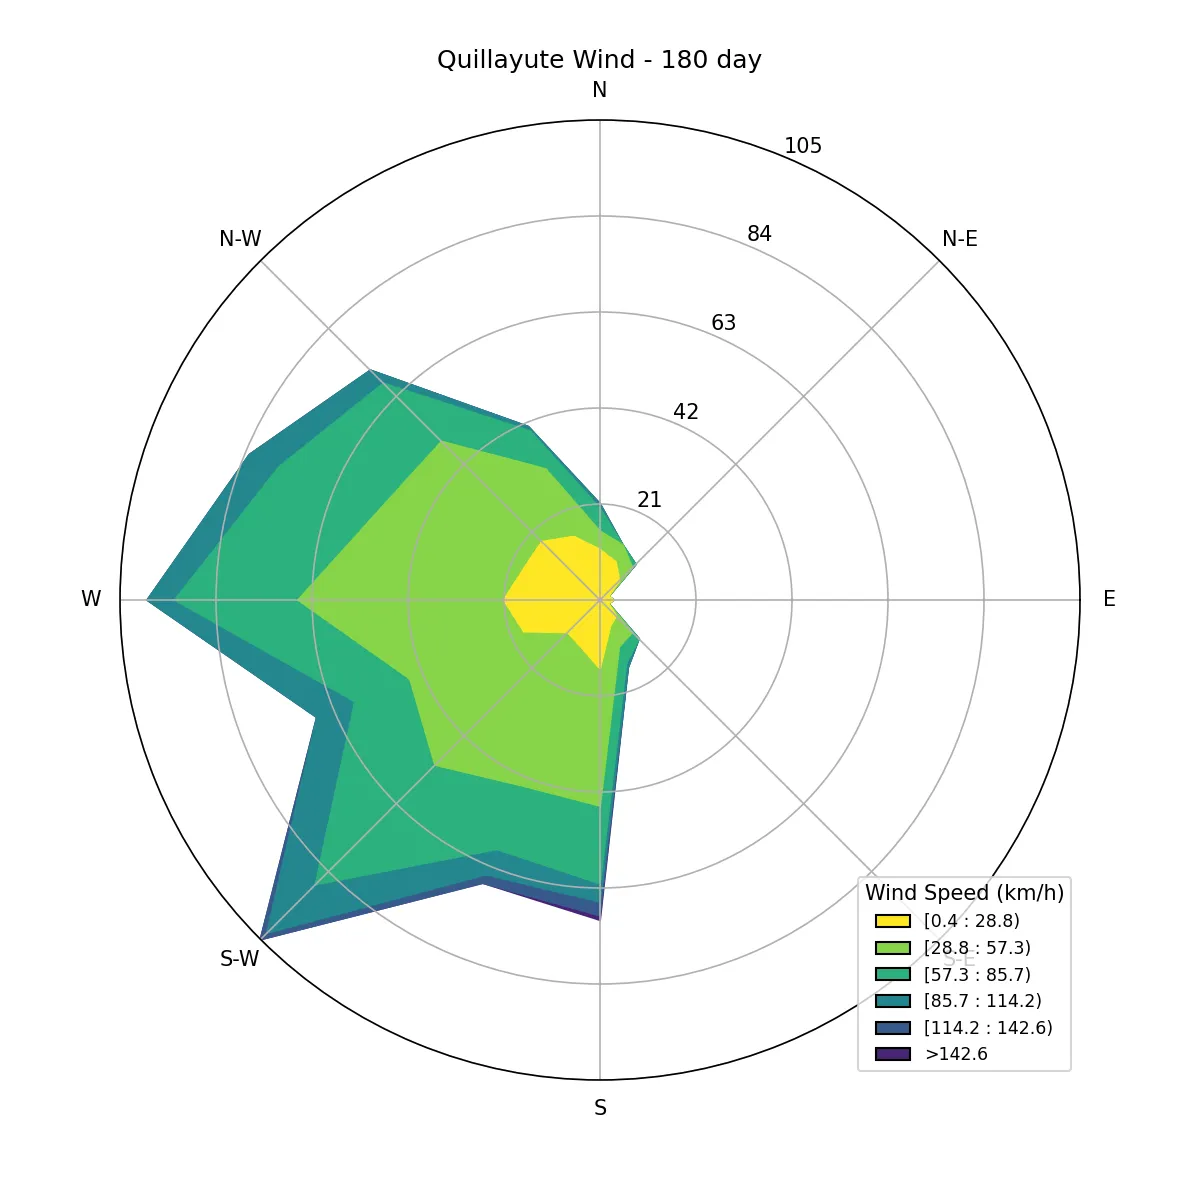 Quillayute Wind - 180 day
N
105
N-W
84
N-E
63
42
21
W
E
S-W
S-E
Wind Speed (km/h)
[0.4 : 28.8)
[28.8 : 57.3)
[57.3 : 85.7)
[85.7 : 114.2)
[114.2 : 142.6)
>142.6
S